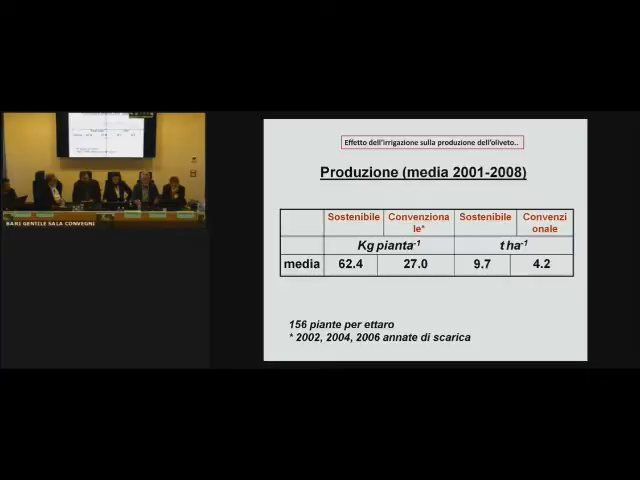 Effetto dell'irrigazione sulla produzione dell'oliveto..
Produzione (media 2001-2008)
Sostenibile Convenziona le* Sostenibile Convenzi onale
Kg pianta-1 t ha-1
media 62.4 27.0 9.7 4.2
156 piante per ettaro
* 2002, 2004, 2006 annate di scarica
BARI GENTILE SALA CONVEGNI